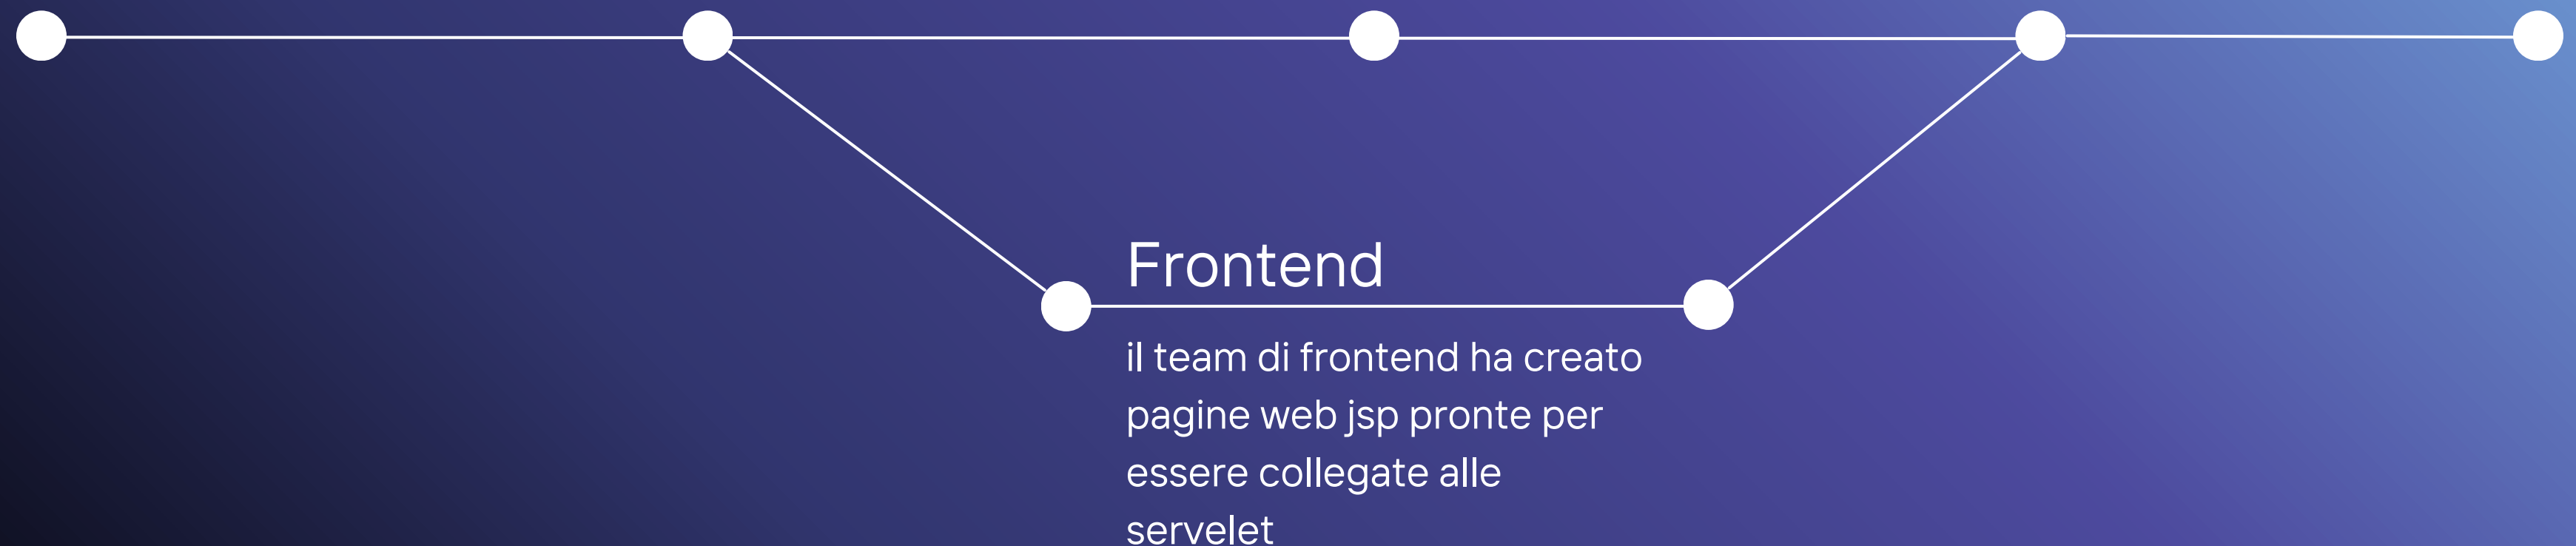 Frontend
il team di frontend ha creato
pagine web jsp pronte per
essere collegate alle
servelet